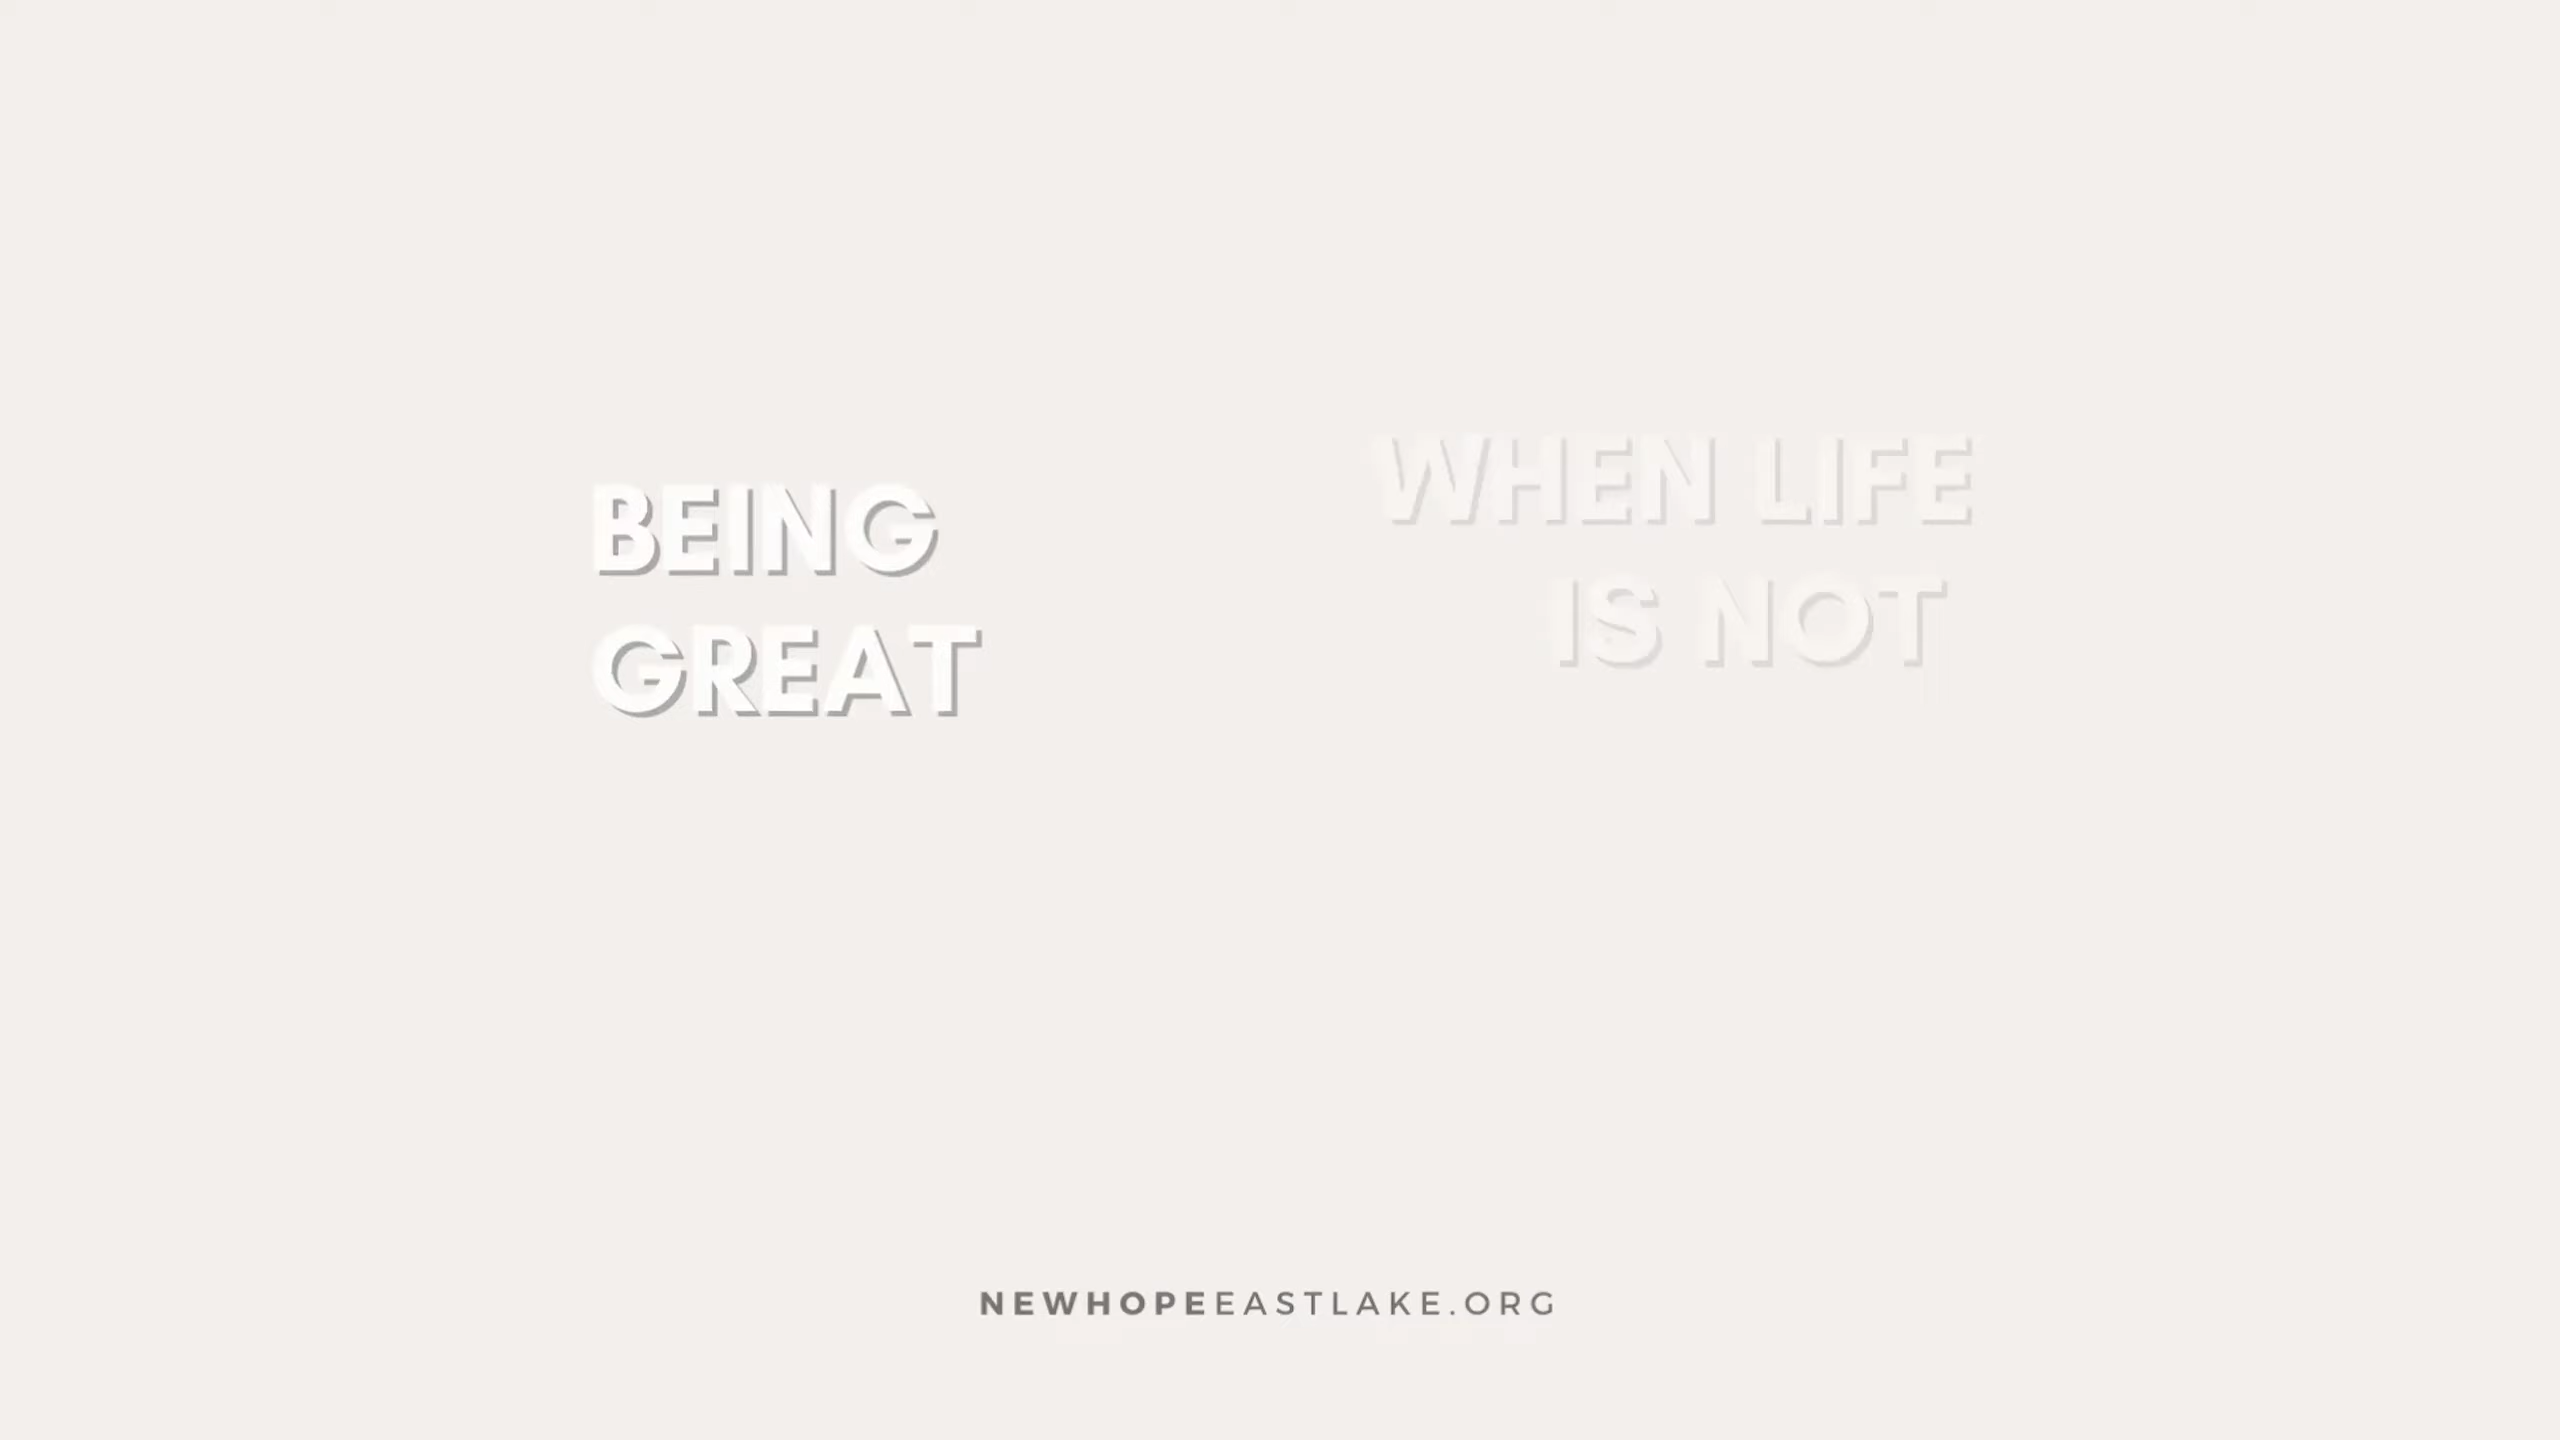 BEING
GREAT
WHEN LIFE
IS NOT
NEWHOPEEASTLAKE.ORG